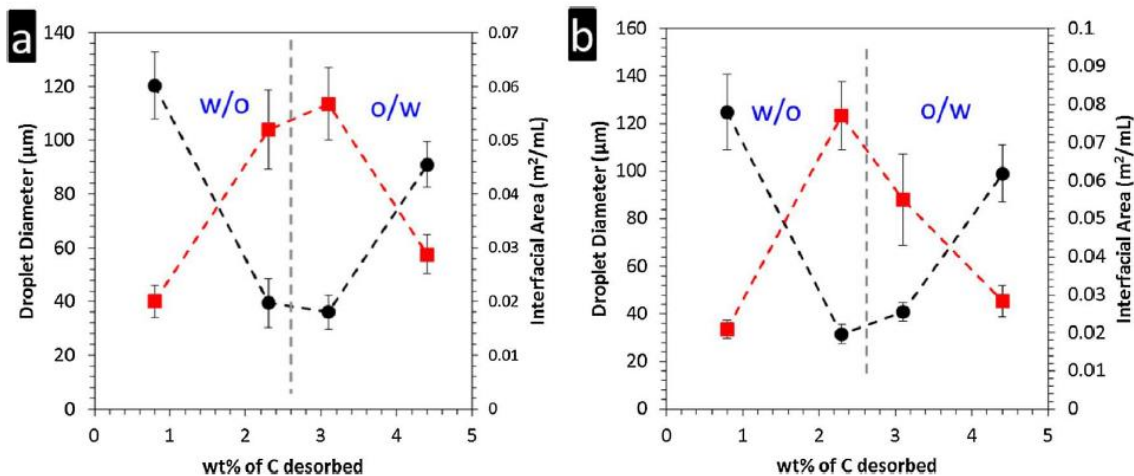 a
Droplet Diameter (µm)
140
120
100
80
60
40
20
0
w/o
o/w
0.07
0.06
0.05
0.04
0.03
0.02
0.01
0
Interfacial Area (m²/mL)
0 1 2 3 4 5
wt% of C desorbed
b
Droplet Diameter (µm)
160
140
120
100
80
60
40
20
0
w/o
o/w
0.1
0.09
0.08
0.07
0.06
0.05
0.04
0.03
0.02
0.01
0
Interfacial Area (m²/mL)
0 1 2 3 4 5
wt% of C desorbed